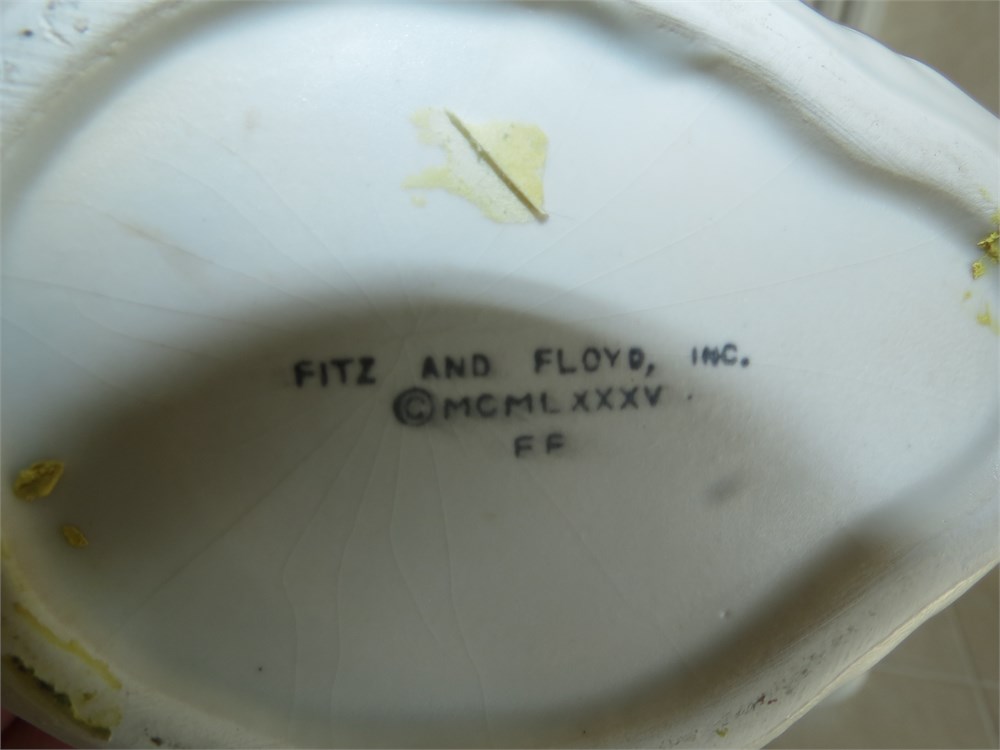 FITZ AND FLOYD, INC.
©MCMLXXXV
FF